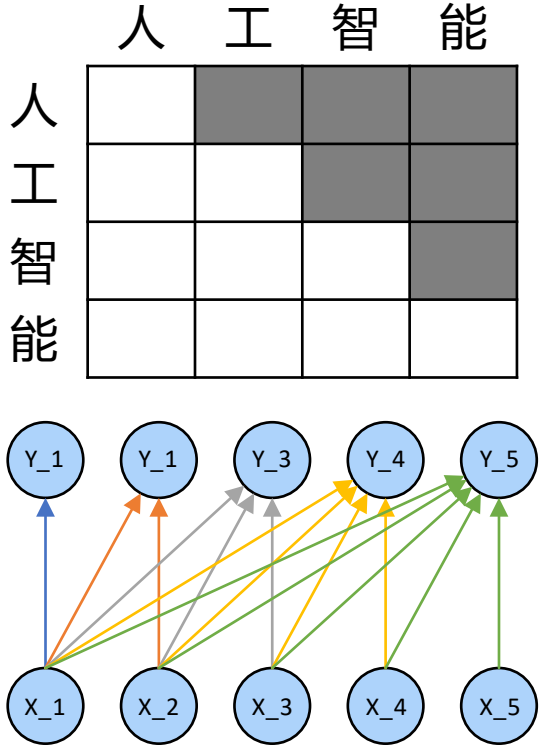 人 工 智 能
人
工
智
能
Y_1 Y_1 Y_3 Y_4 Y_5
X_1 X_2 X_3 X_4 X_5